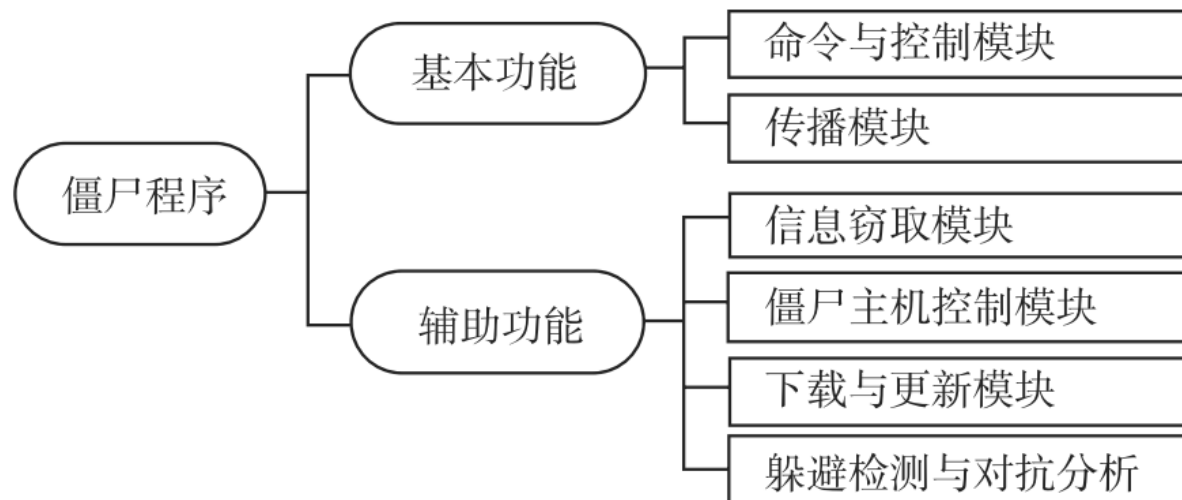 僵尸程序
基本功能
命令与控制模块
传播模块
辅助功能
信息窃取模块
僵尸主机控制模块
下载与更新模块
躲避检测与对抗分析